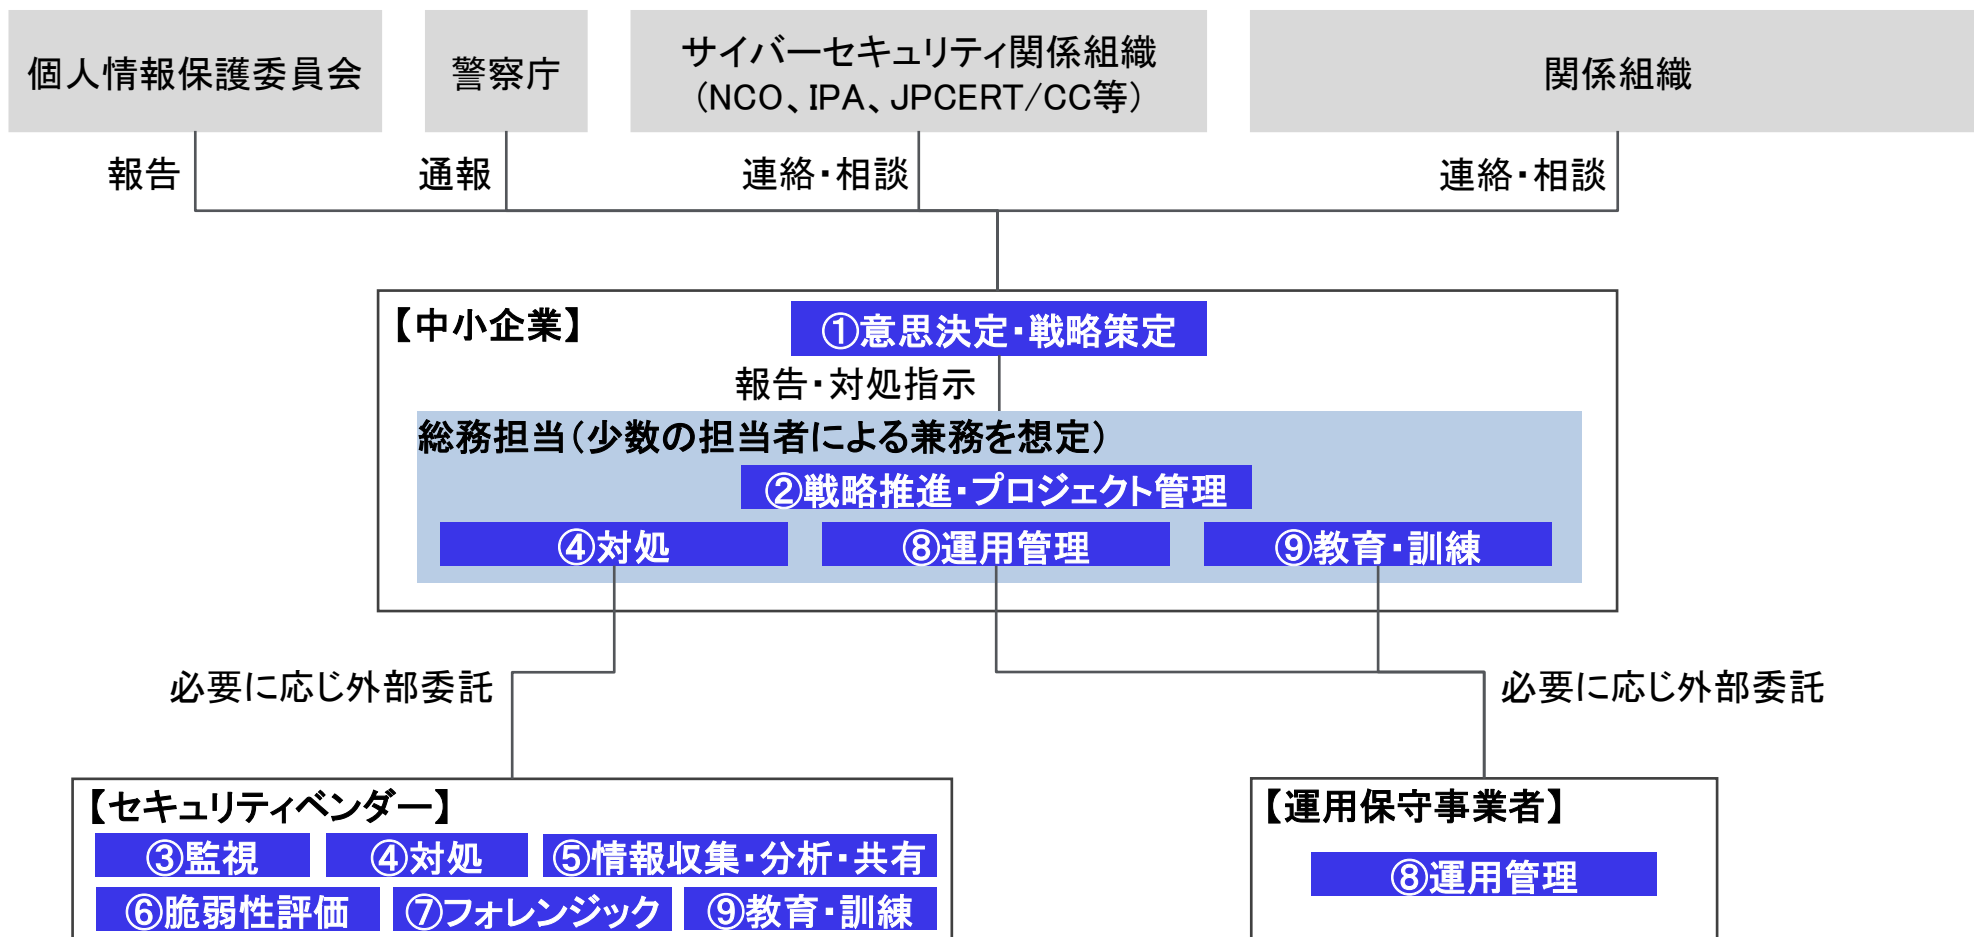 個人情報保護委員会
警察庁
サイバーセキュリティ関係組織
(NCO、IPA、JPCERT/CC等)
関係組織
報告
通報
連絡・相談
連絡・相談
【中小企業】
①意思決定・戦略策定
報告・対処指示
総務担当(少数の担当者による兼務を想定)
②戦略推進・プロジェクト管理
④対処
⑧運用管理
⑨教育・訓練
必要に応じ外部委託
必要に応じ外部委託
【セキュリティベンダー】
③監視
④対処
⑤情報収集・分析・共有
⑥脆弱性評価
⑦フォレンジック
⑨教育・訓練
【運用保守事業者】
⑧運用管理